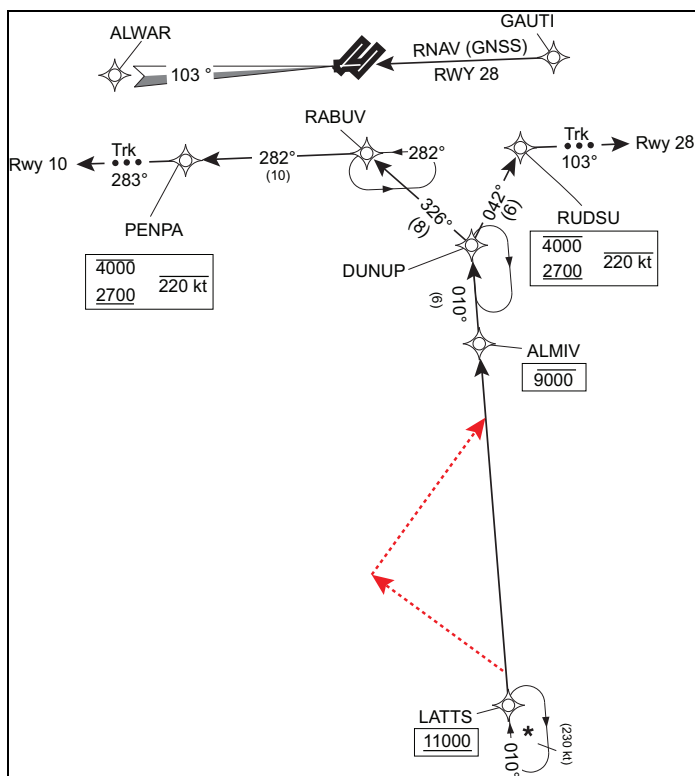 ALWAR
GAUTI
103 °
RNAV (GNSS)
RWY 28
RABUV
Rwy 10
Trk
283°
282°
(10)
282°
Trk
103°
Rwy 28
PENPA
326°
(8)
042°
(6)
RUDSU
4000
2700
220 kt
4000
2700
220 kt
DUNUP
010°
(6)
ALMIV
9000
LATTS
11000
010°
*
(230 kt)